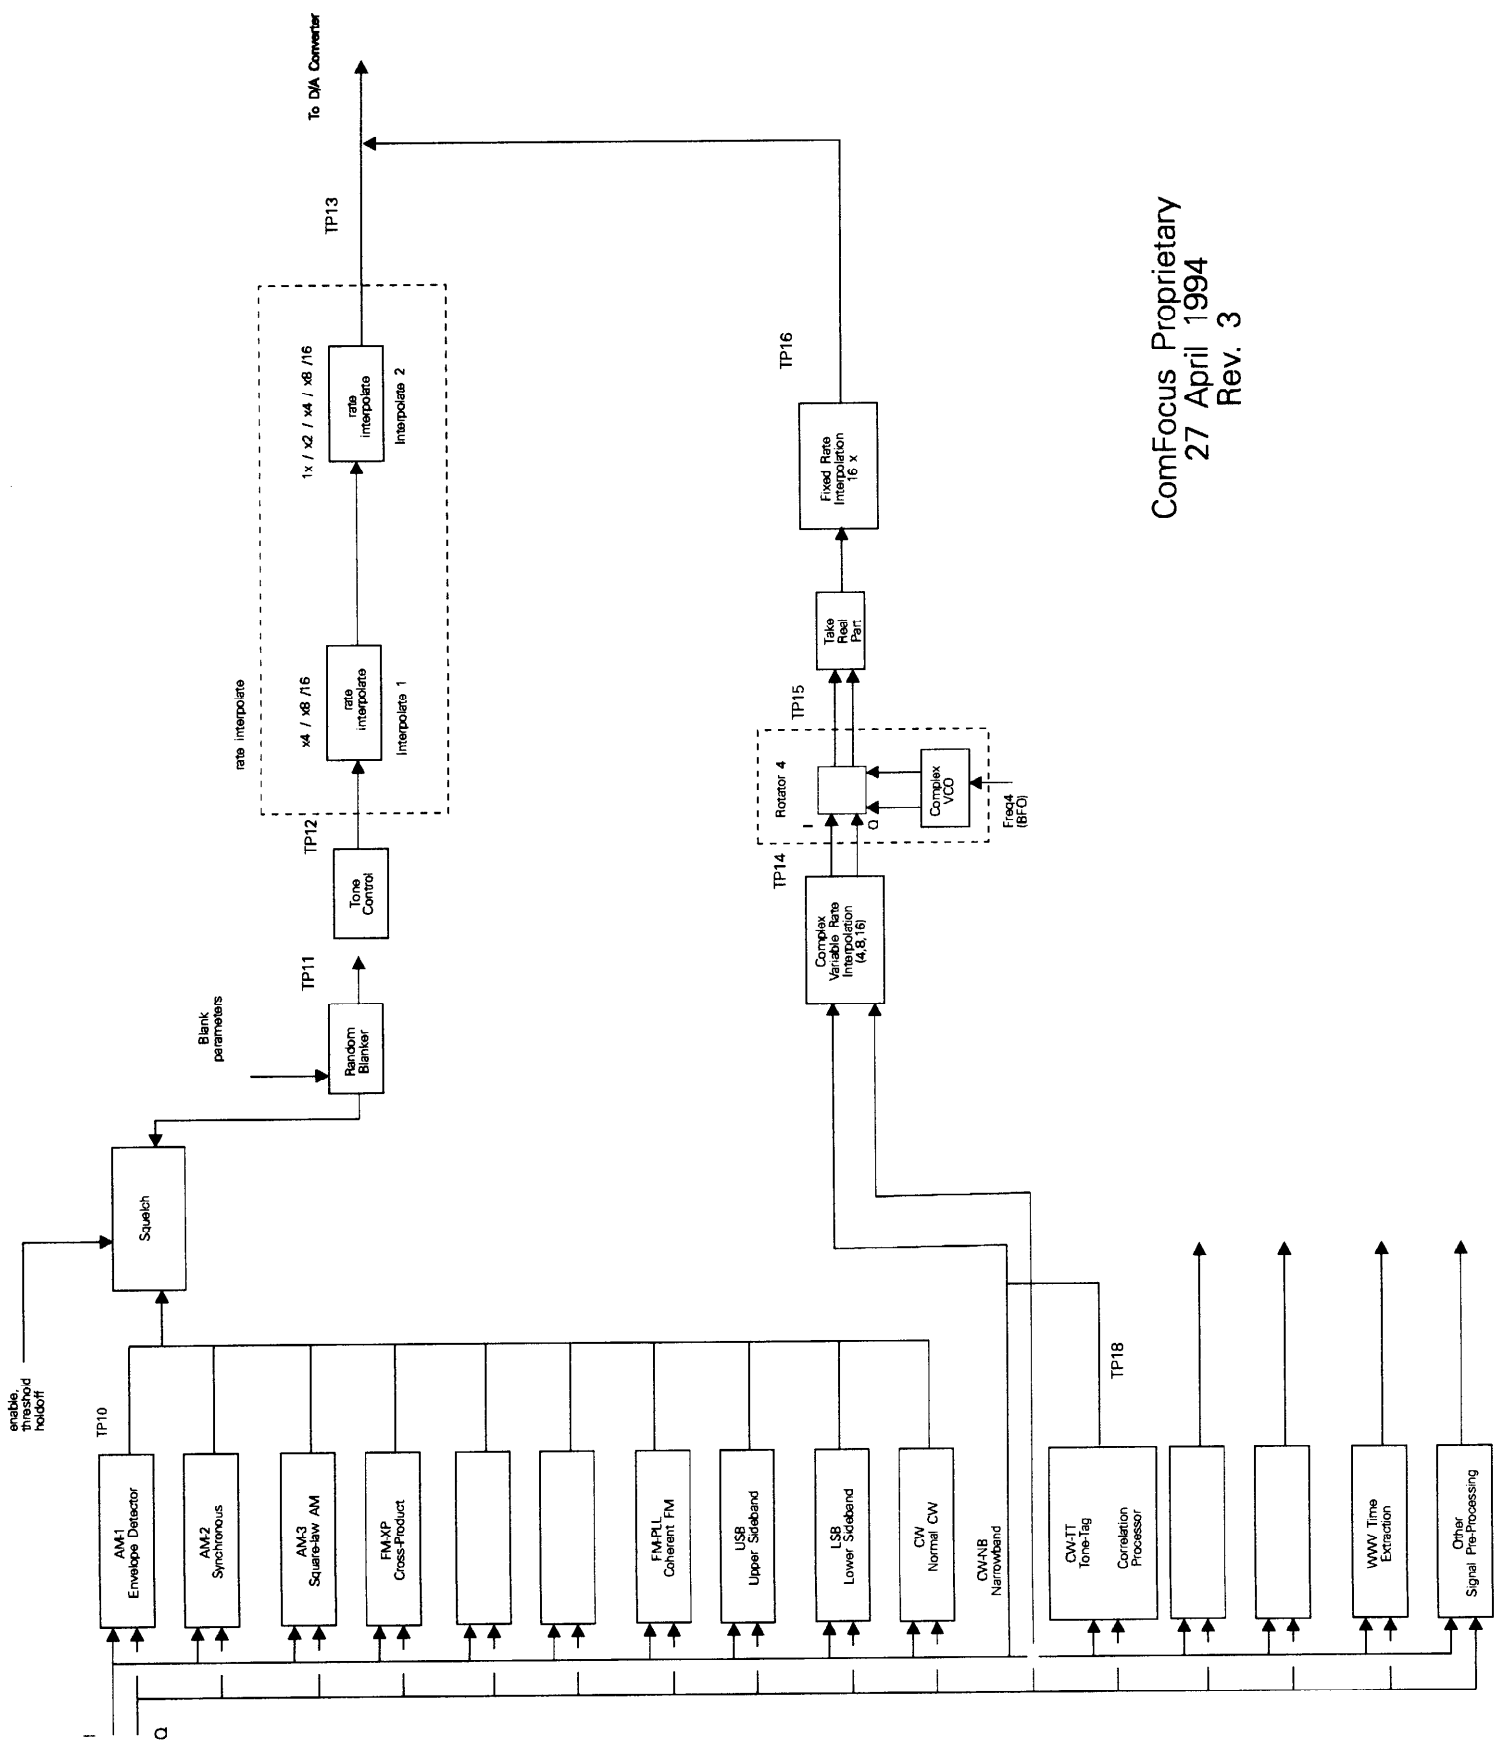 I
Q
enable,
threshold
holdoff
TP10
AM-1
Envelope Detector
AM-2
Synchronous
AM-3
Square-law AM
FM-XP
Cross-Product
FM-PLL
Coherent FM
USB
Upper Sideband
LSB
Lower Sideband
CW
Normal CW
CW-NB
Narrowband
CW-TT
Tone-Tag
Correlation
Processor
TP18
WWV Time
Extraction
Other
Signal Pre-Processing
Squelch
Blank
parameters
Random
Blanker
TP11
Tone
Control
TP12
rate interpolate
x4 / x8 /16
rate
interpolate
Interpolate 1
1x / x2 / x4 / x8 /16
rate
interpolate
Interpolate 2
TP13
To D/A Converter
Complex
Variable Rate
Interpolation
(4,8,16)
TP14
Rotator 4
I
Q
Complex
VCO
Freq4
(BFO)
TP15
Take
Real
Part
Fixed Rate
Interpolation
16 x
TP16
ComFocus Proprietary
27 April 1994
Rev. 3